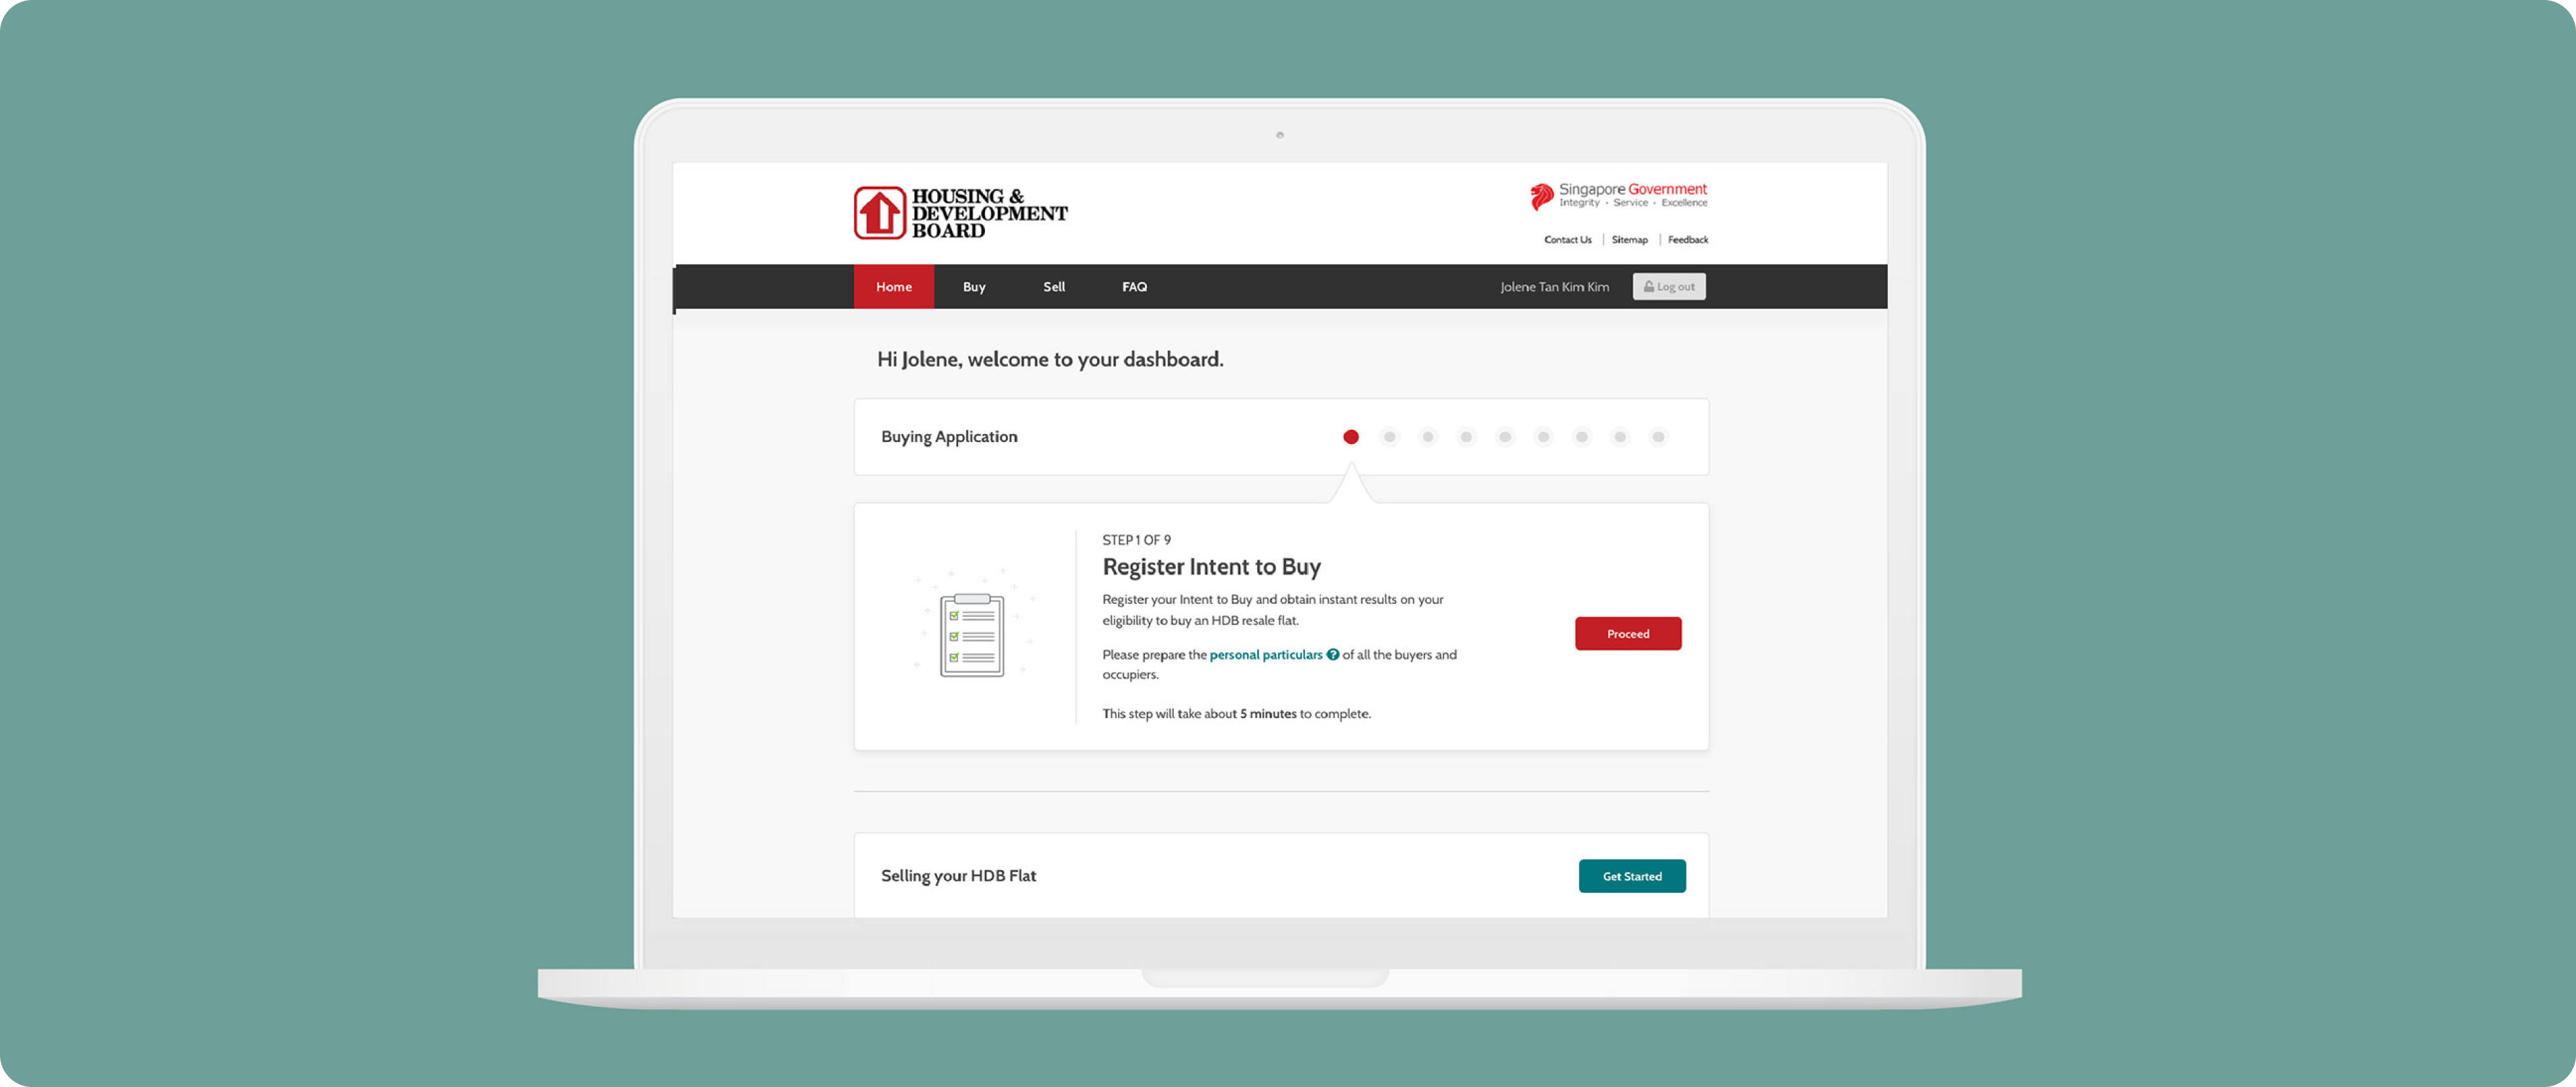 HOUSING &
DEVELOPMENT
BOARD
Singapore Government
Integrity · Service · Excellence
Contact Us | Sitemap | Feedback
Home Buy Sell FAQ Jolene Tan Kim Kim Log out
Hi Jolene, welcome to your dashboard.
Buying Application
STEP 1 OF 9
Register Intent to Buy
Register your Intent to Buy and obtain instant results on your
eligibility to buy an HDB resale flat.
Proceed
Please prepare the personal particulars ? of all the buyers and
occupiers.
This step will take about 5 minutes to complete.
Selling your HDB Flat Get Started